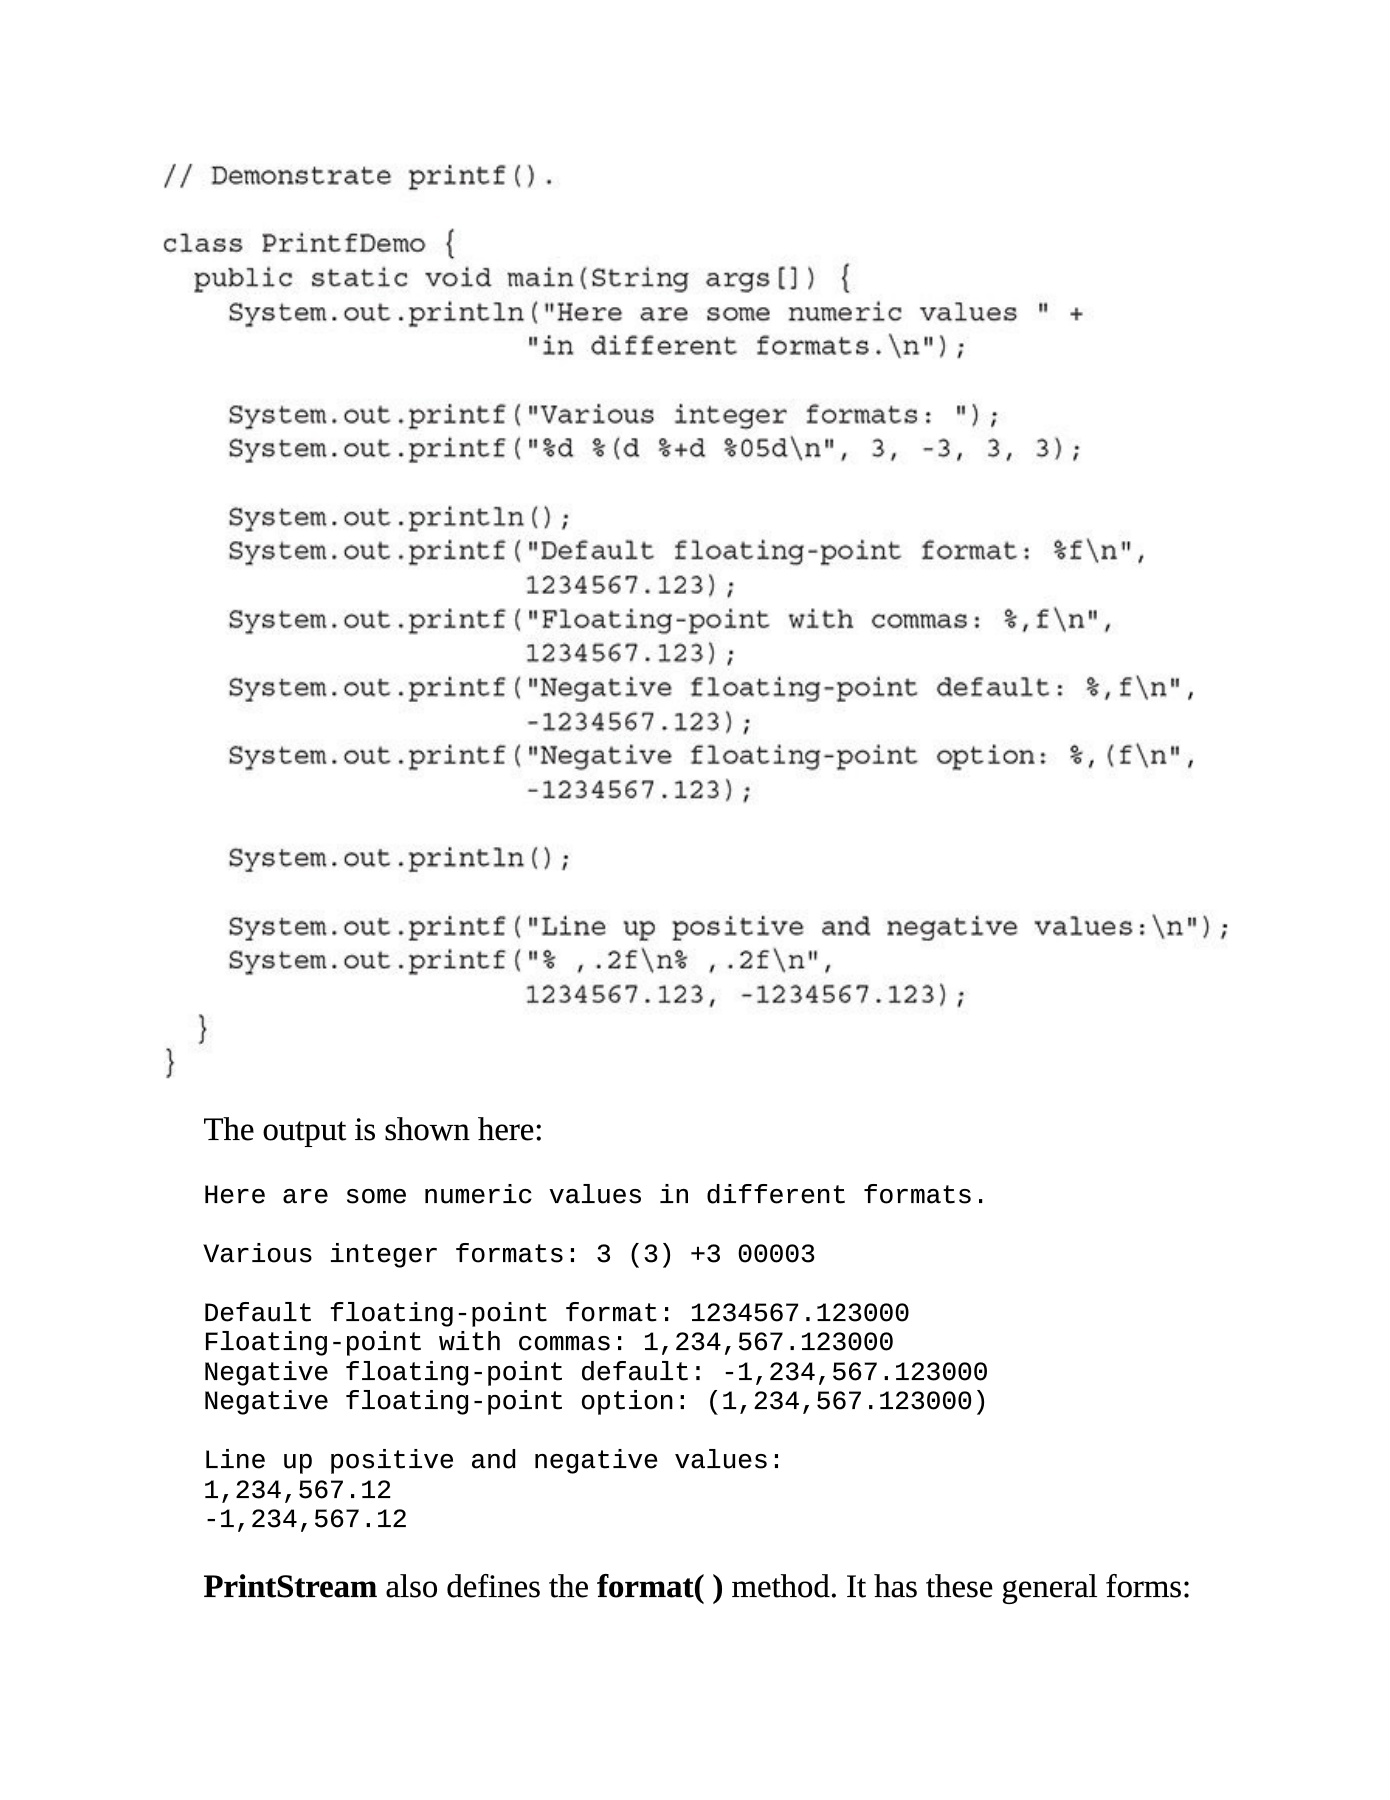 // Demonstrate printf().

class PrintfDemo {
  public static void main(String args[]) {
    System.out.println("Here are some numeric values " +
                       "in different formats.\n");

    System.out.printf("Various integer formats: ");
    System.out.printf("%d %(d %+d %05d\n", 3, -3, 3, 3);

    System.out.println();
    System.out.printf("Default floating-point format: %f\n",
                      1234567.123);
    System.out.printf("Floating-point with commas: %,f\n",
                      1234567.123);
    System.out.printf("Negative floating-point default: %,f\n",
                      -1234567.123);
    System.out.printf("Negative floating-point option: %,(f\n",
                      -1234567.123);

    System.out.println();

    System.out.printf("Line up positive and negative values:\n");
    System.out.printf("% ,.2f\n% ,.2f\n",
                      1234567.123, -1234567.123);
  }
}
The output is shown here:
Here are some numeric values in different formats.

Various integer formats: 3 (3) +3 00003

Default floating-point format: 1234567.123000
Floating-point with commas: 1,234,567.123000
Negative floating-point default: -1,234,567.123000
Negative floating-point option: (1,234,567.123000)

Line up positive and negative values:
1,234,567.12
-1,234,567.12
PrintStream also defines the format( ) method. It has these general forms: